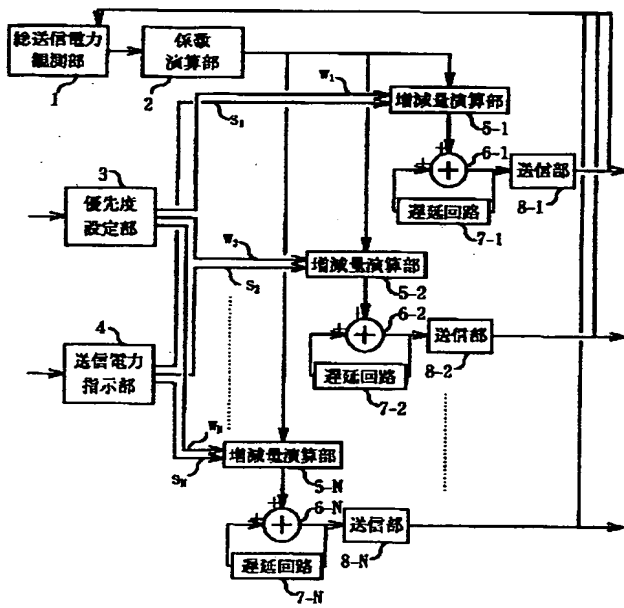 総送信電力
観測部
1
係数
演算部
2
W₁
S₁
増減量演算部
5-1
+
+
+
6-1
送信部
8-1
遅延回路
7-1
3
優先度
設定部
W₂
S₂
増減量演算部
5-2
+
+
+
6-2
送信部
8-2
遅延回路
7-2
4
送信電力
指示部
W_N
S_N
増減量演算部
5-N
+
+
+
6-N
送信部
8-N
遅延回路
7-N